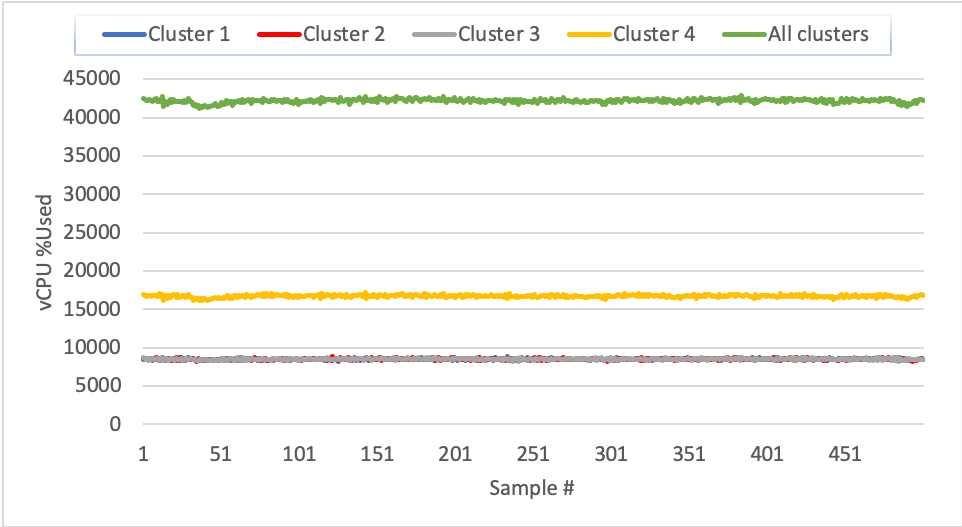 Cluster 1 Cluster 2 Cluster 3 Cluster 4 All clusters
45000
40000
35000
30000
25000
20000
15000
10000
5000
0
vCPU %Used
1 51 101 151 201 251 301 351 401 451
Sample #